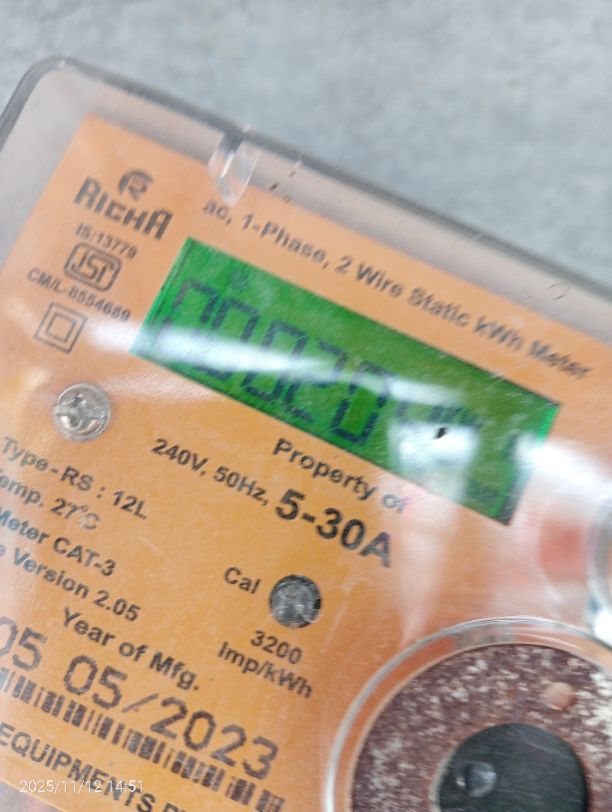 RICHA
IS:13779
ISI
CM/L-8554669
ac, 1-Phase, 2 Wire Static kWh Meter
Property of
240V, 50Hz, 5-30A
Type-RS : 12L
Temp. 27°C
Meter CAT-3
Version 2.05
Cal
3200
Imp/kWh
Year of Mfg.
05 05/2023
EQUIPMENTS
2025/11/12 14:51